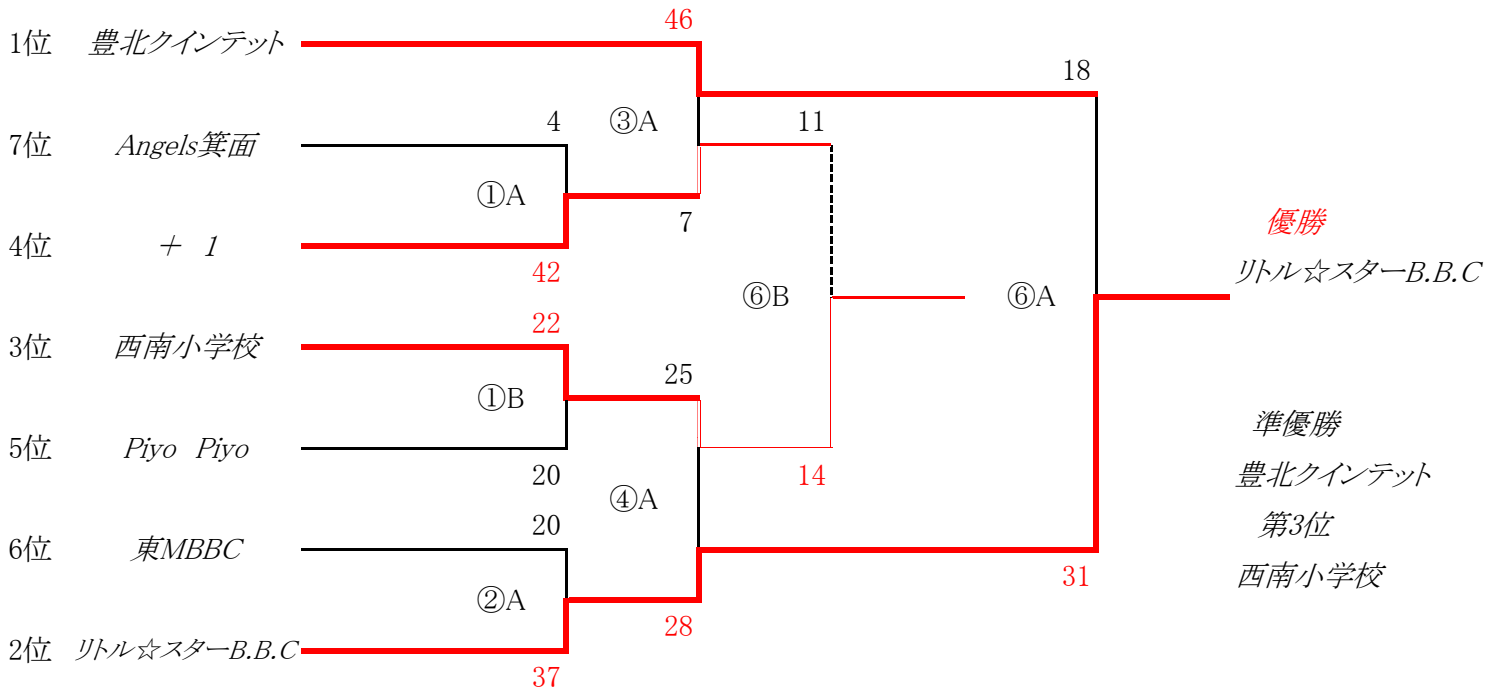 46
1位 豊北クインテット
18
4 ③A 11
7位 Angels箕面
①A
7
優勝
4位 ＋ 1
42
リトル☆スターB.B.C
⑥B ⑥A
22
3位 西南小学校
25
①B
準優勝
5位 Piyo Piyo
20 14
豊北クインテット
④A
20
第3位
6位 東MBBC
31
西南小学校
②A
28
2位 リトル☆スターB.B.C
37